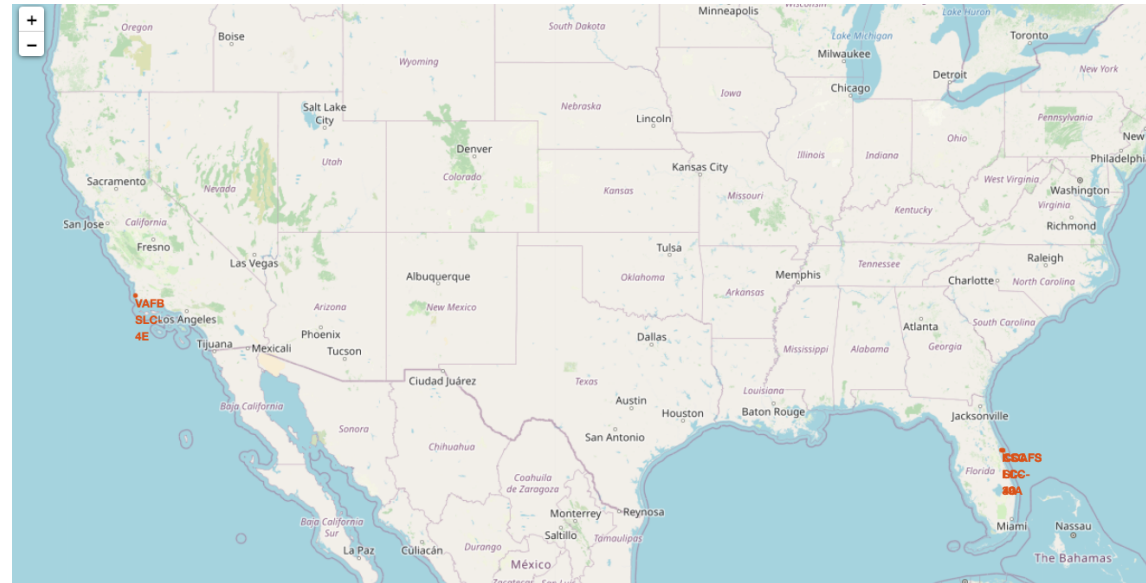 +
−
Oregon
Boise
Wyoming
South Dakota
Minneapolis
Lake Michigan
Lake Huron
Toronto
Milwaukee
Detroit
New York
Chicago
Iowa
Salt Lake
City
Nebraska
Lincoln
Pennsylvania
New
Philadelphi
Ohio
Illinois
Indiana
Denver
Utah
Colorado
Kansas City
Kansas
Missouri
West Virginia
Washington
Sacramento
Nevada
Kentucky
Virginia
Richmond
San Jose
California
Fresno
Las Vegas
Tulsa
Raleigh
Albuquerque
Oklahoma
Memphis
Tennessee
Charlotte
North Carolina
VAFB
SLC-
4E
Los Angeles
Arizona
New Mexico
Arkansas
South Carolina
Atlanta
Phoenix
Dallas
Tijuana
Mexicali
Tucson
Mississippi
Alabama
Georgia
Ciudad Juárez
Texas
Louisiana
Baja California
Austin
Houston
Baton Rouge
Jacksonville
Sonora
San Antonio
Chihuahua
Florida
Coahuila
de Zaragoza
Monterrey
Reynosa
Miami
Nassau
Baja California
Sur
Saltillo
Tamaulipas
La Paz
Culiacán
Durango
México
The Bahamas
Zacatecas